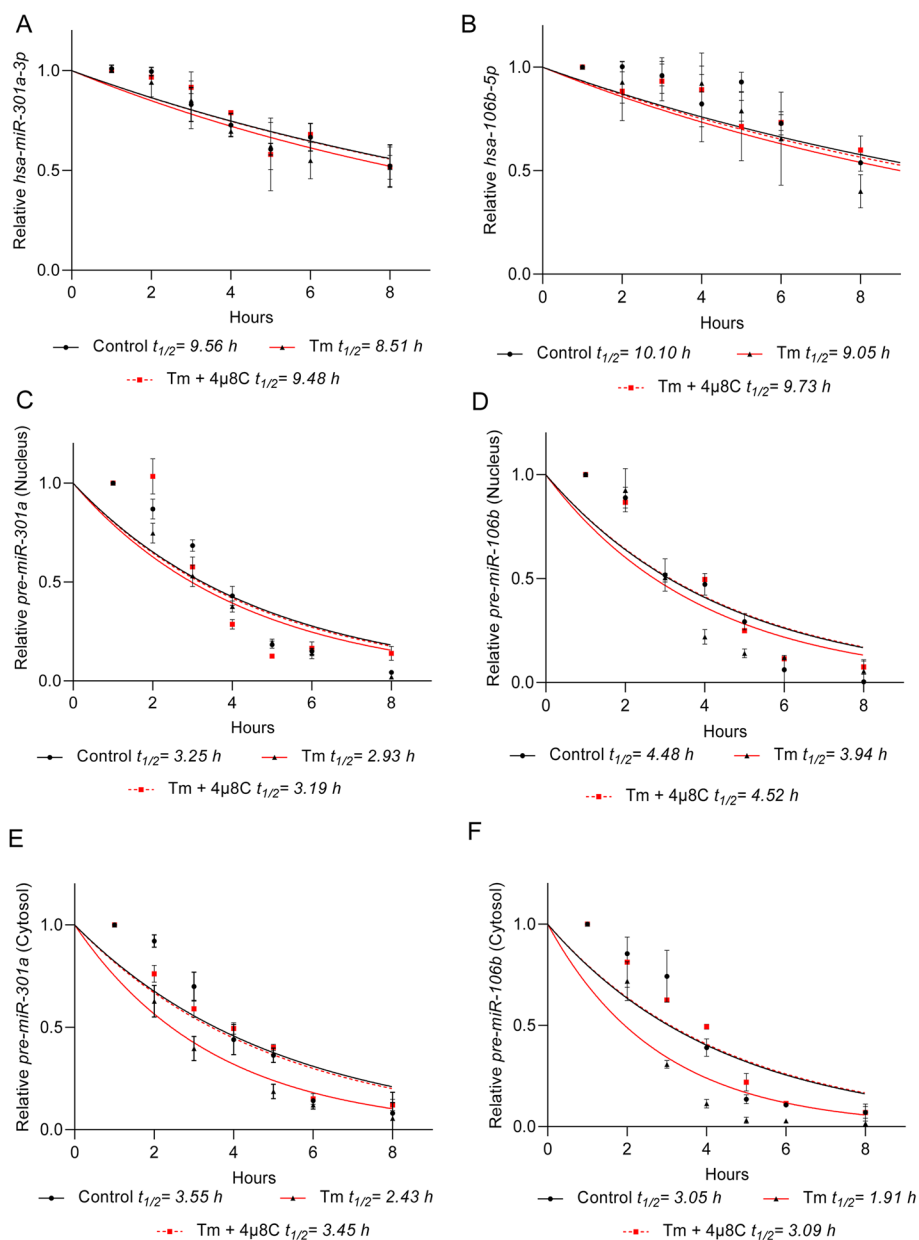 A
Relative hsa-miR-301a-3p
1.0
0.5
0.0
0 2 4 6 8
Hours
Control t1/2= 9.56 h Tm t1/2= 8.51 h
Tm + 4µ8C t1/2= 9.48 h
B
Relative hsa-106b-5p
1.0
0.5
0.0
0 2 4 6 8
Hours
Control t1/2= 10.10 h Tm t1/2= 9.05 h
Tm + 4µ8C t1/2= 9.73 h
C
Relative pre-miR-301a (Nucleus)
1.0
0.5
0.0
0 2 4 6 8
Hours
Control t1/2= 3.25 h Tm t1/2= 2.93 h
Tm + 4µ8C t1/2= 3.19 h
D
Relative pre-miR-106b (Nucleus)
1.0
0.5
0.0
0 2 4 6 8
Hours
Control t1/2= 4.48 h Tm t1/2= 3.94 h
Tm + 4µ8C t1/2= 4.52 h
E
Relative pre-miR-301a (Cytosol)
1.0
0.5
0.0
0 2 4 6 8
Hours
Control t1/2= 3.55 h Tm t1/2= 2.43 h
Tm + 4µ8C t1/2= 3.45 h
F
Relative pre-miR-106b (Cytosol)
1.0
0.5
0.0
0 2 4 6 8
Hours
Control t1/2= 3.05 h Tm t1/2= 1.91 h
Tm + 4µ8C t1/2= 3.09 h